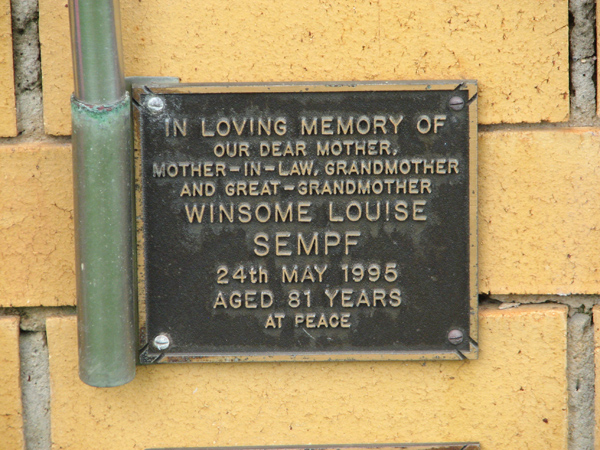 IN LOVING MEMORY OF
OUR DEAR MOTHER,
MOTHER-IN-LAW, GRANDMOTHER
AND GREAT-GRANDMOTHER
WINSOME LOUISE
SEMPF
24th MAY 1995
AGED 81 YEARS
AT PEACE